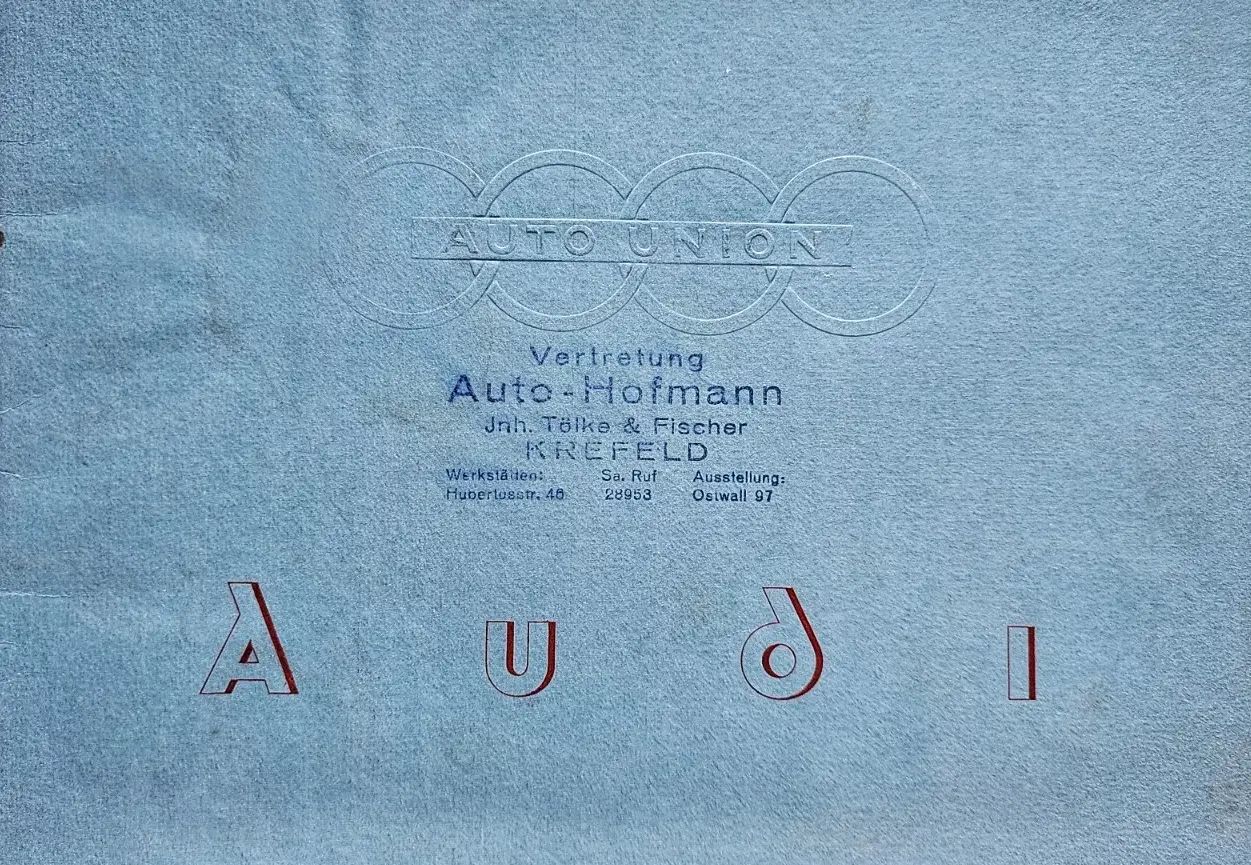 AUTO UNION
Vertretung
Auto-Hofmann
Jnh. Tölke & Fischer
KREFELD
Werkstätten: Sa. Ruf Ausstellung:
Hubertusstr. 46 28953 Ostwall 97
Audi